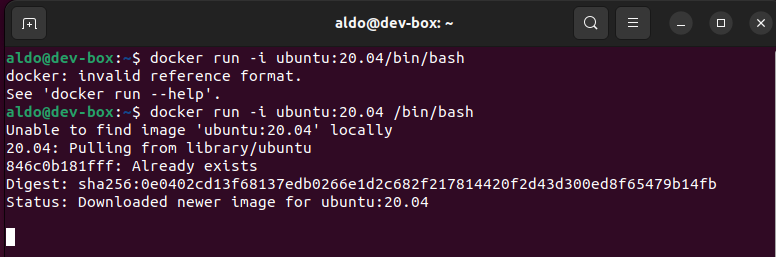 aldo@dev-box: ~
aldo@dev-box:~$ docker run -i ubuntu:20.04/bin/bash
docker: invalid reference format.
See 'docker run --help'.
aldo@dev-box:~$ docker run -i ubuntu:20.04 /bin/bash
Unable to find image 'ubuntu:20.04' locally
20.04: Pulling from library/ubuntu
846c0b181fff: Already exists
Digest: sha256:0e0402cd13f68137edb0266e1d2c682f217814420f2d43d300ed8f65479b14fb
Status: Downloaded newer image for ubuntu:20.04